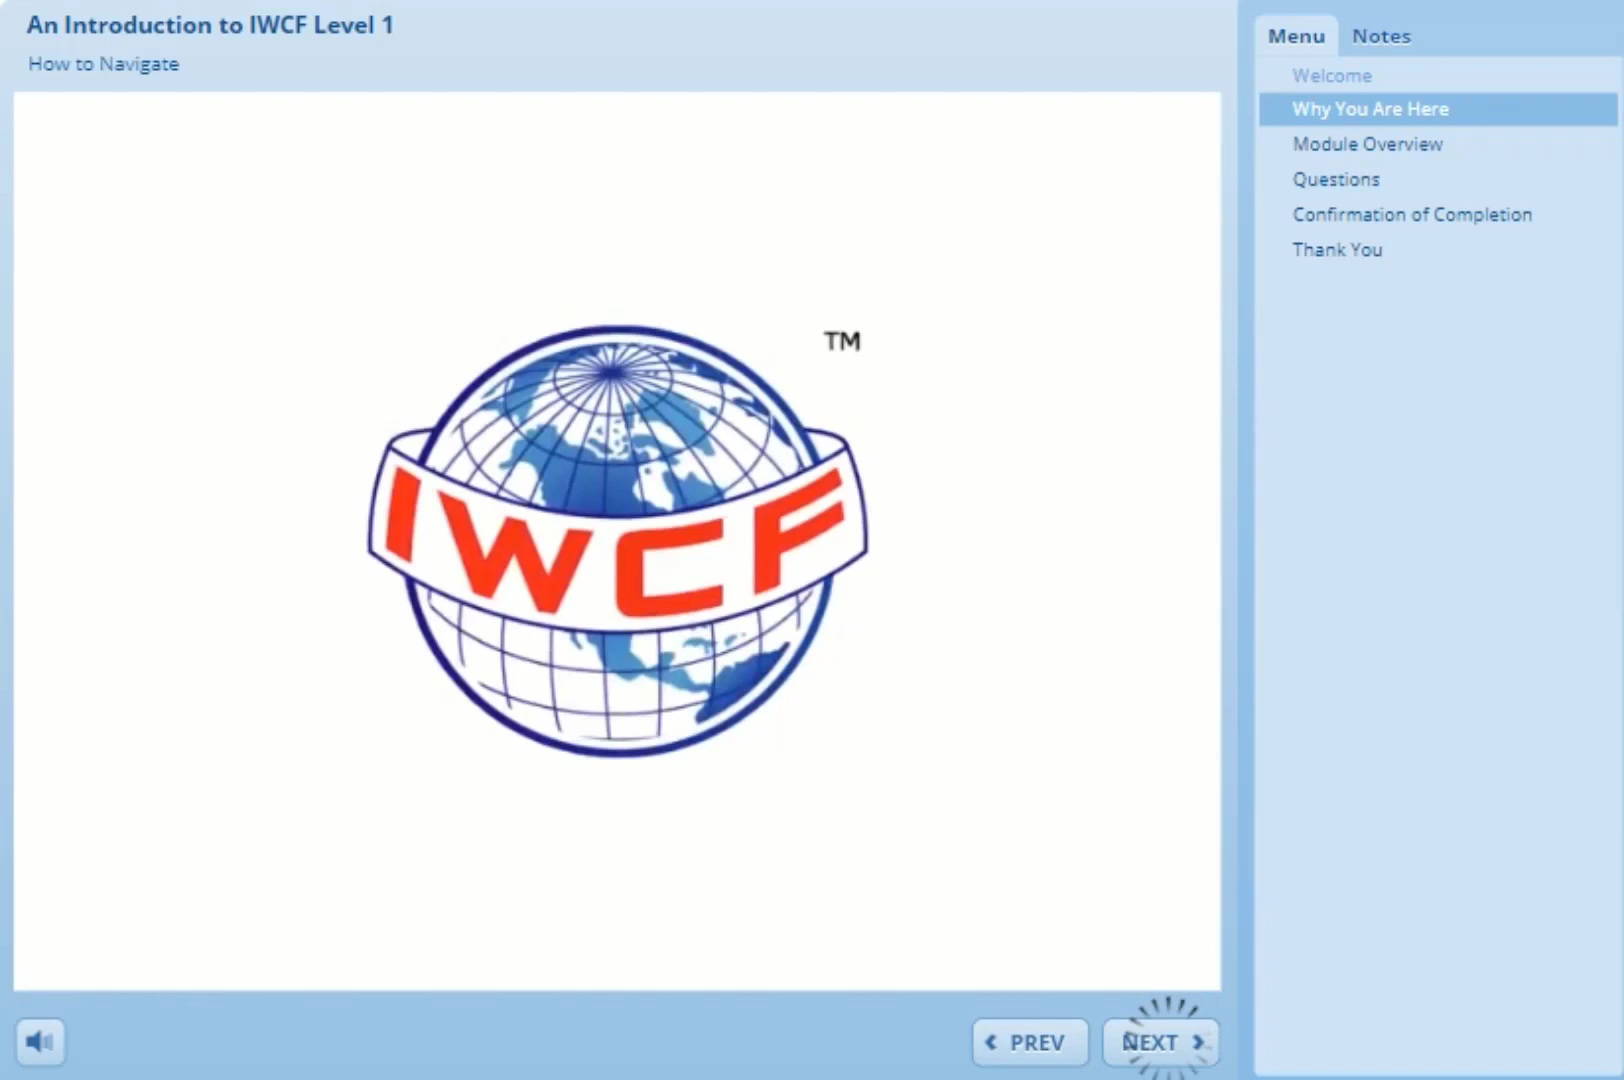 An Introduction to IWCF Level 1
How to Navigate
Menu Notes
Welcome
Why You Are Here
Module Overview
Questions
Confirmation of Completion
Thank You
TM
IWCF
PREV NEXT